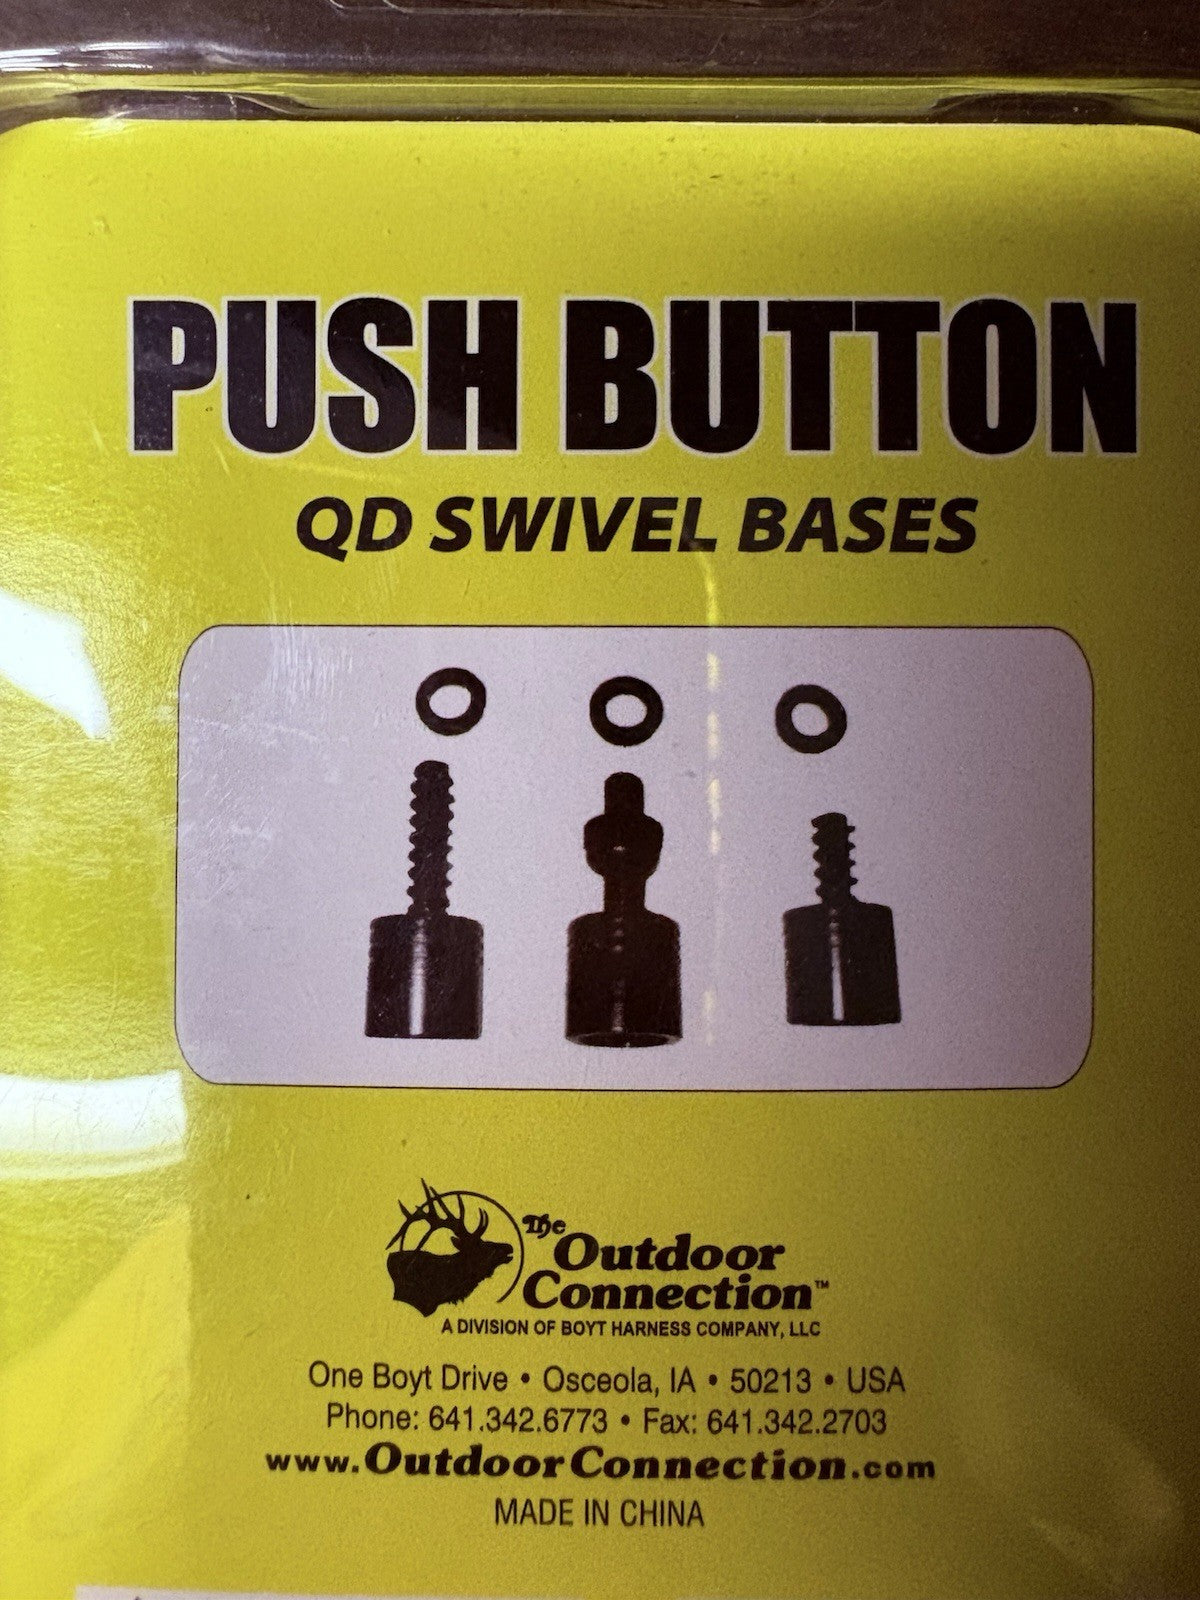 PUSH BUTTON
QD SWIVEL BASES
The
Outdoor
Connection™
A DIVISION OF BOYT HARNESS COMPANY, LLC
One Boyt Drive • Osceola, IA • 50213 • USA
Phone: 641.342.6773 • Fax: 641.342.2703
www.OutdoorConnection.com
MADE IN CHINA